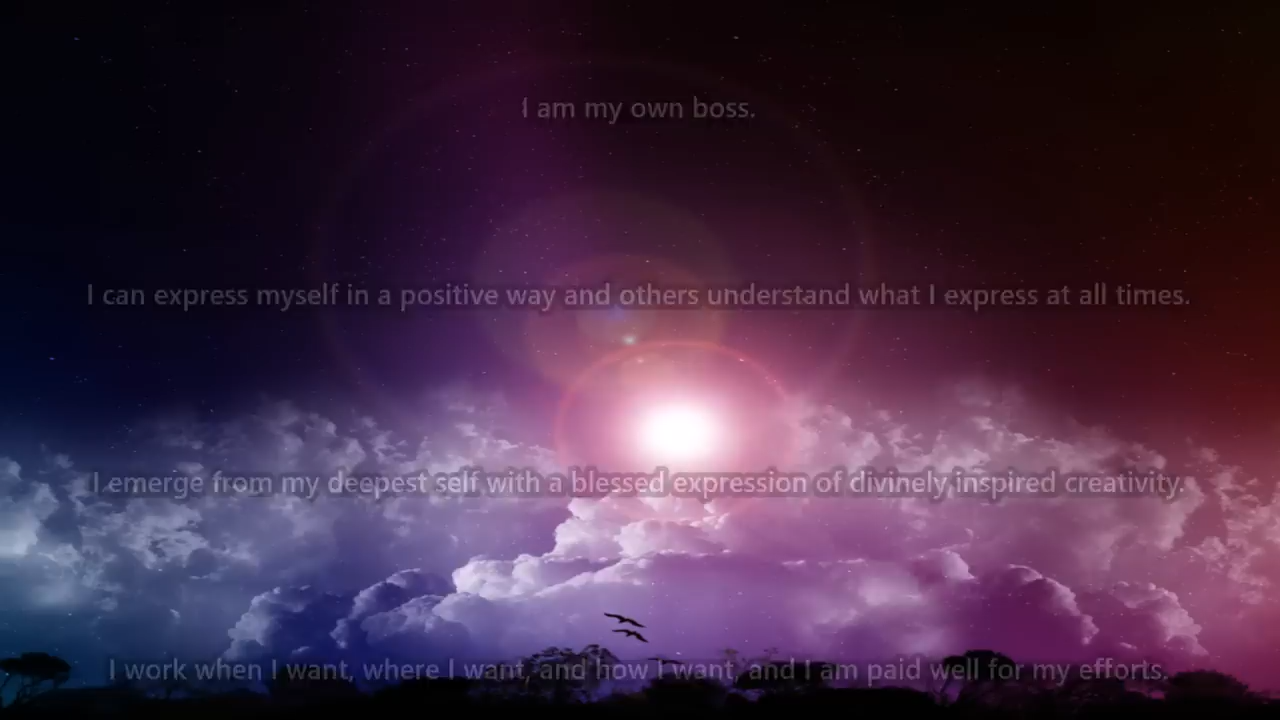 I am my own boss.
I can express myself in a positive way and others understand what I express at all times.
I emerge from my deepest self with a blessed expression of divinely inspired creativity.
I work when I want, where I want, and how I want, and I am paid well for my efforts.